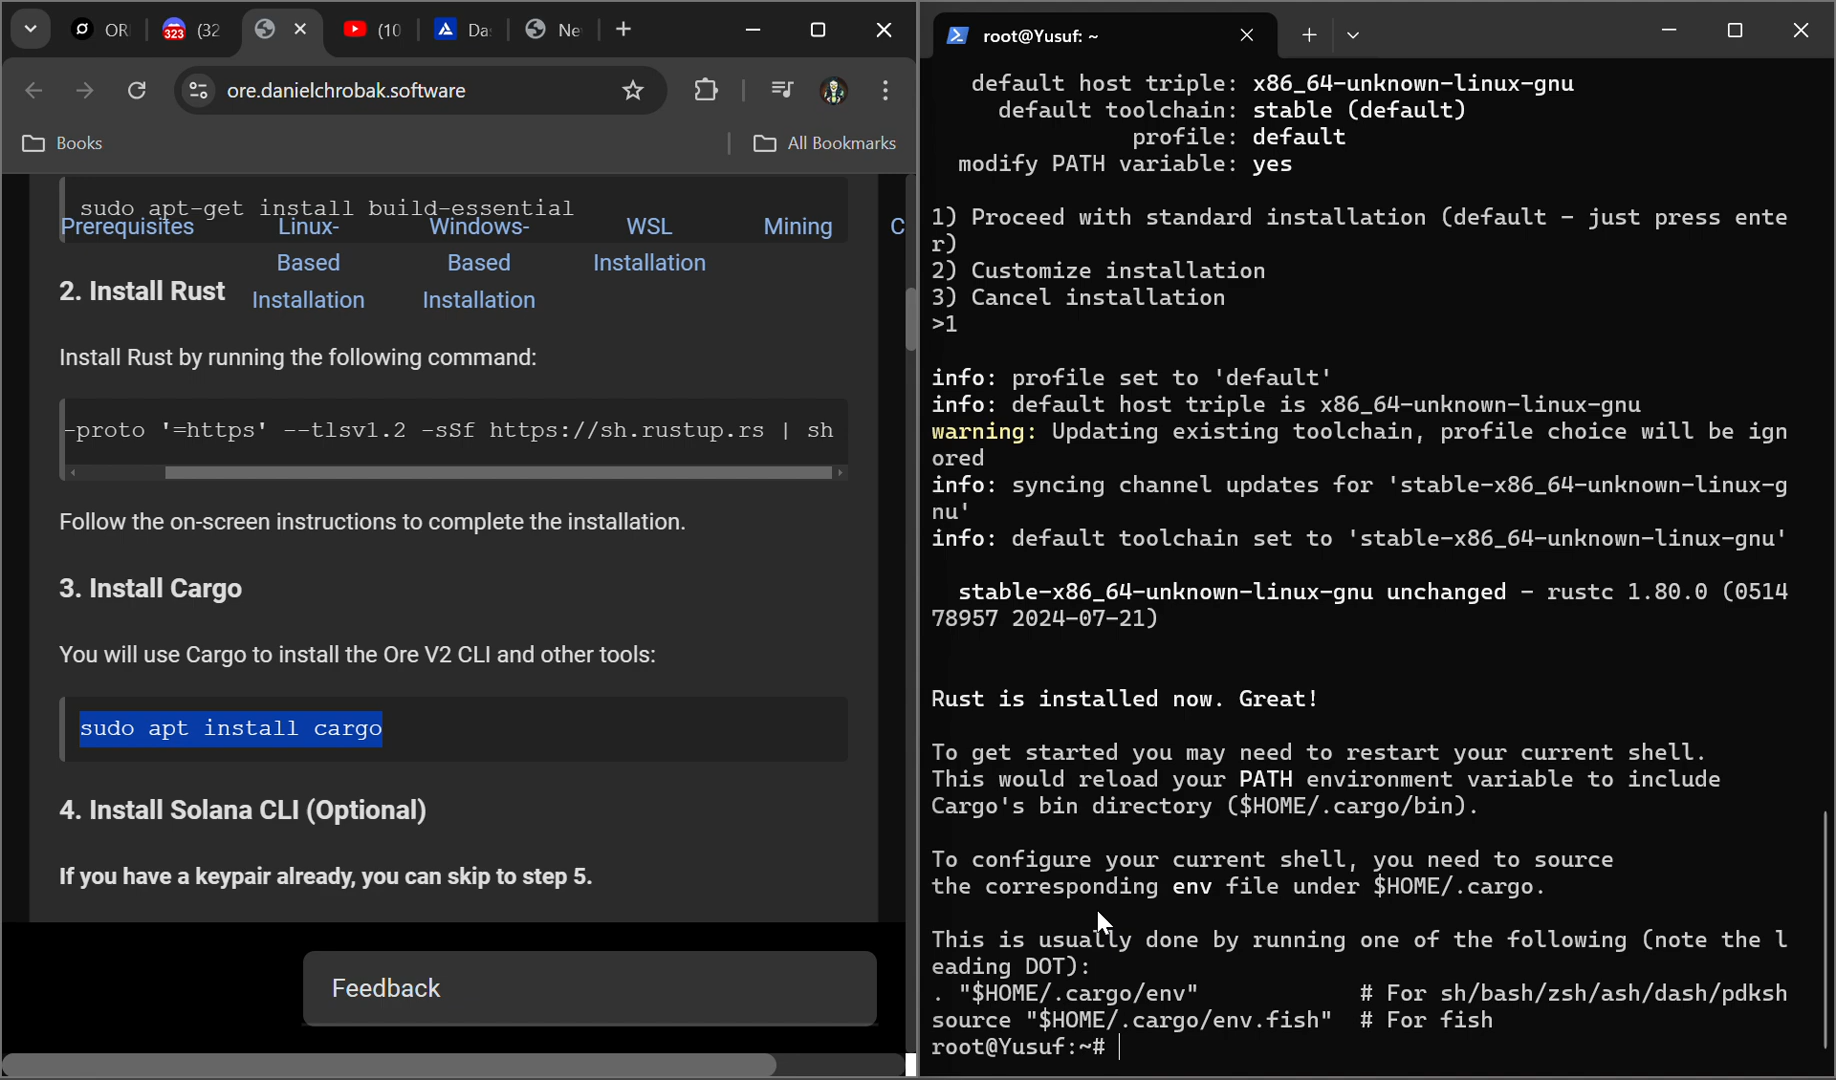 OR
323
(32
(10
Da
Ne
ore.danielchrobak.software
Books
All Bookmarks
sudo apt-get install build-essential
Prerequisites
Linux-
Based
Installation
Windows-
Based
Installation
WSL
Installation
Mining
C
2. Install Rust
Install Rust by running the following command:
-proto '=https' --tlsv1.2 -sSf https://sh.rustup.rs | sh
Follow the on-screen instructions to complete the installation.
3. Install Cargo
You will use Cargo to install the Ore V2 CLI and other tools:
sudo apt install cargo
4. Install Solana CLI (Optional)
If you have a keypair already, you can skip to step 5.
Feedback
root@Yusuf: ~
default host triple: x86_64-unknown-linux-gnu
default toolchain: stable (default)
profile: default
modify PATH variable: yes
1) Proceed with standard installation (default - just press ente
r)
2) Customize installation
3) Cancel installation
>1
info: profile set to 'default'
info: default host triple is x86_64-unknown-linux-gnu
warning: Updating existing toolchain, profile choice will be ign
ored
info: syncing channel updates for 'stable-x86_64-unknown-linux-g
nu'
info: default toolchain set to 'stable-x86_64-unknown-linux-gnu'
stable-x86_64-unknown-linux-gnu unchanged - rustc 1.80.0 (0514
78957 2024-07-21)
Rust is installed now. Great!
To get started you may need to restart your current shell.
This would reload your PATH environment variable to include
Cargo's bin directory ($HOME/.cargo/bin).
To configure your current shell, you need to source
the corresponding env file under $HOME/.cargo.
This is usually done by running one of the following (note the l
eading DOT):
. "$HOME/.cargo/env" # For sh/bash/zsh/ash/dash/pdksh
source "$HOME/.cargo/env.fish" # For fish
root@Yusuf:~#